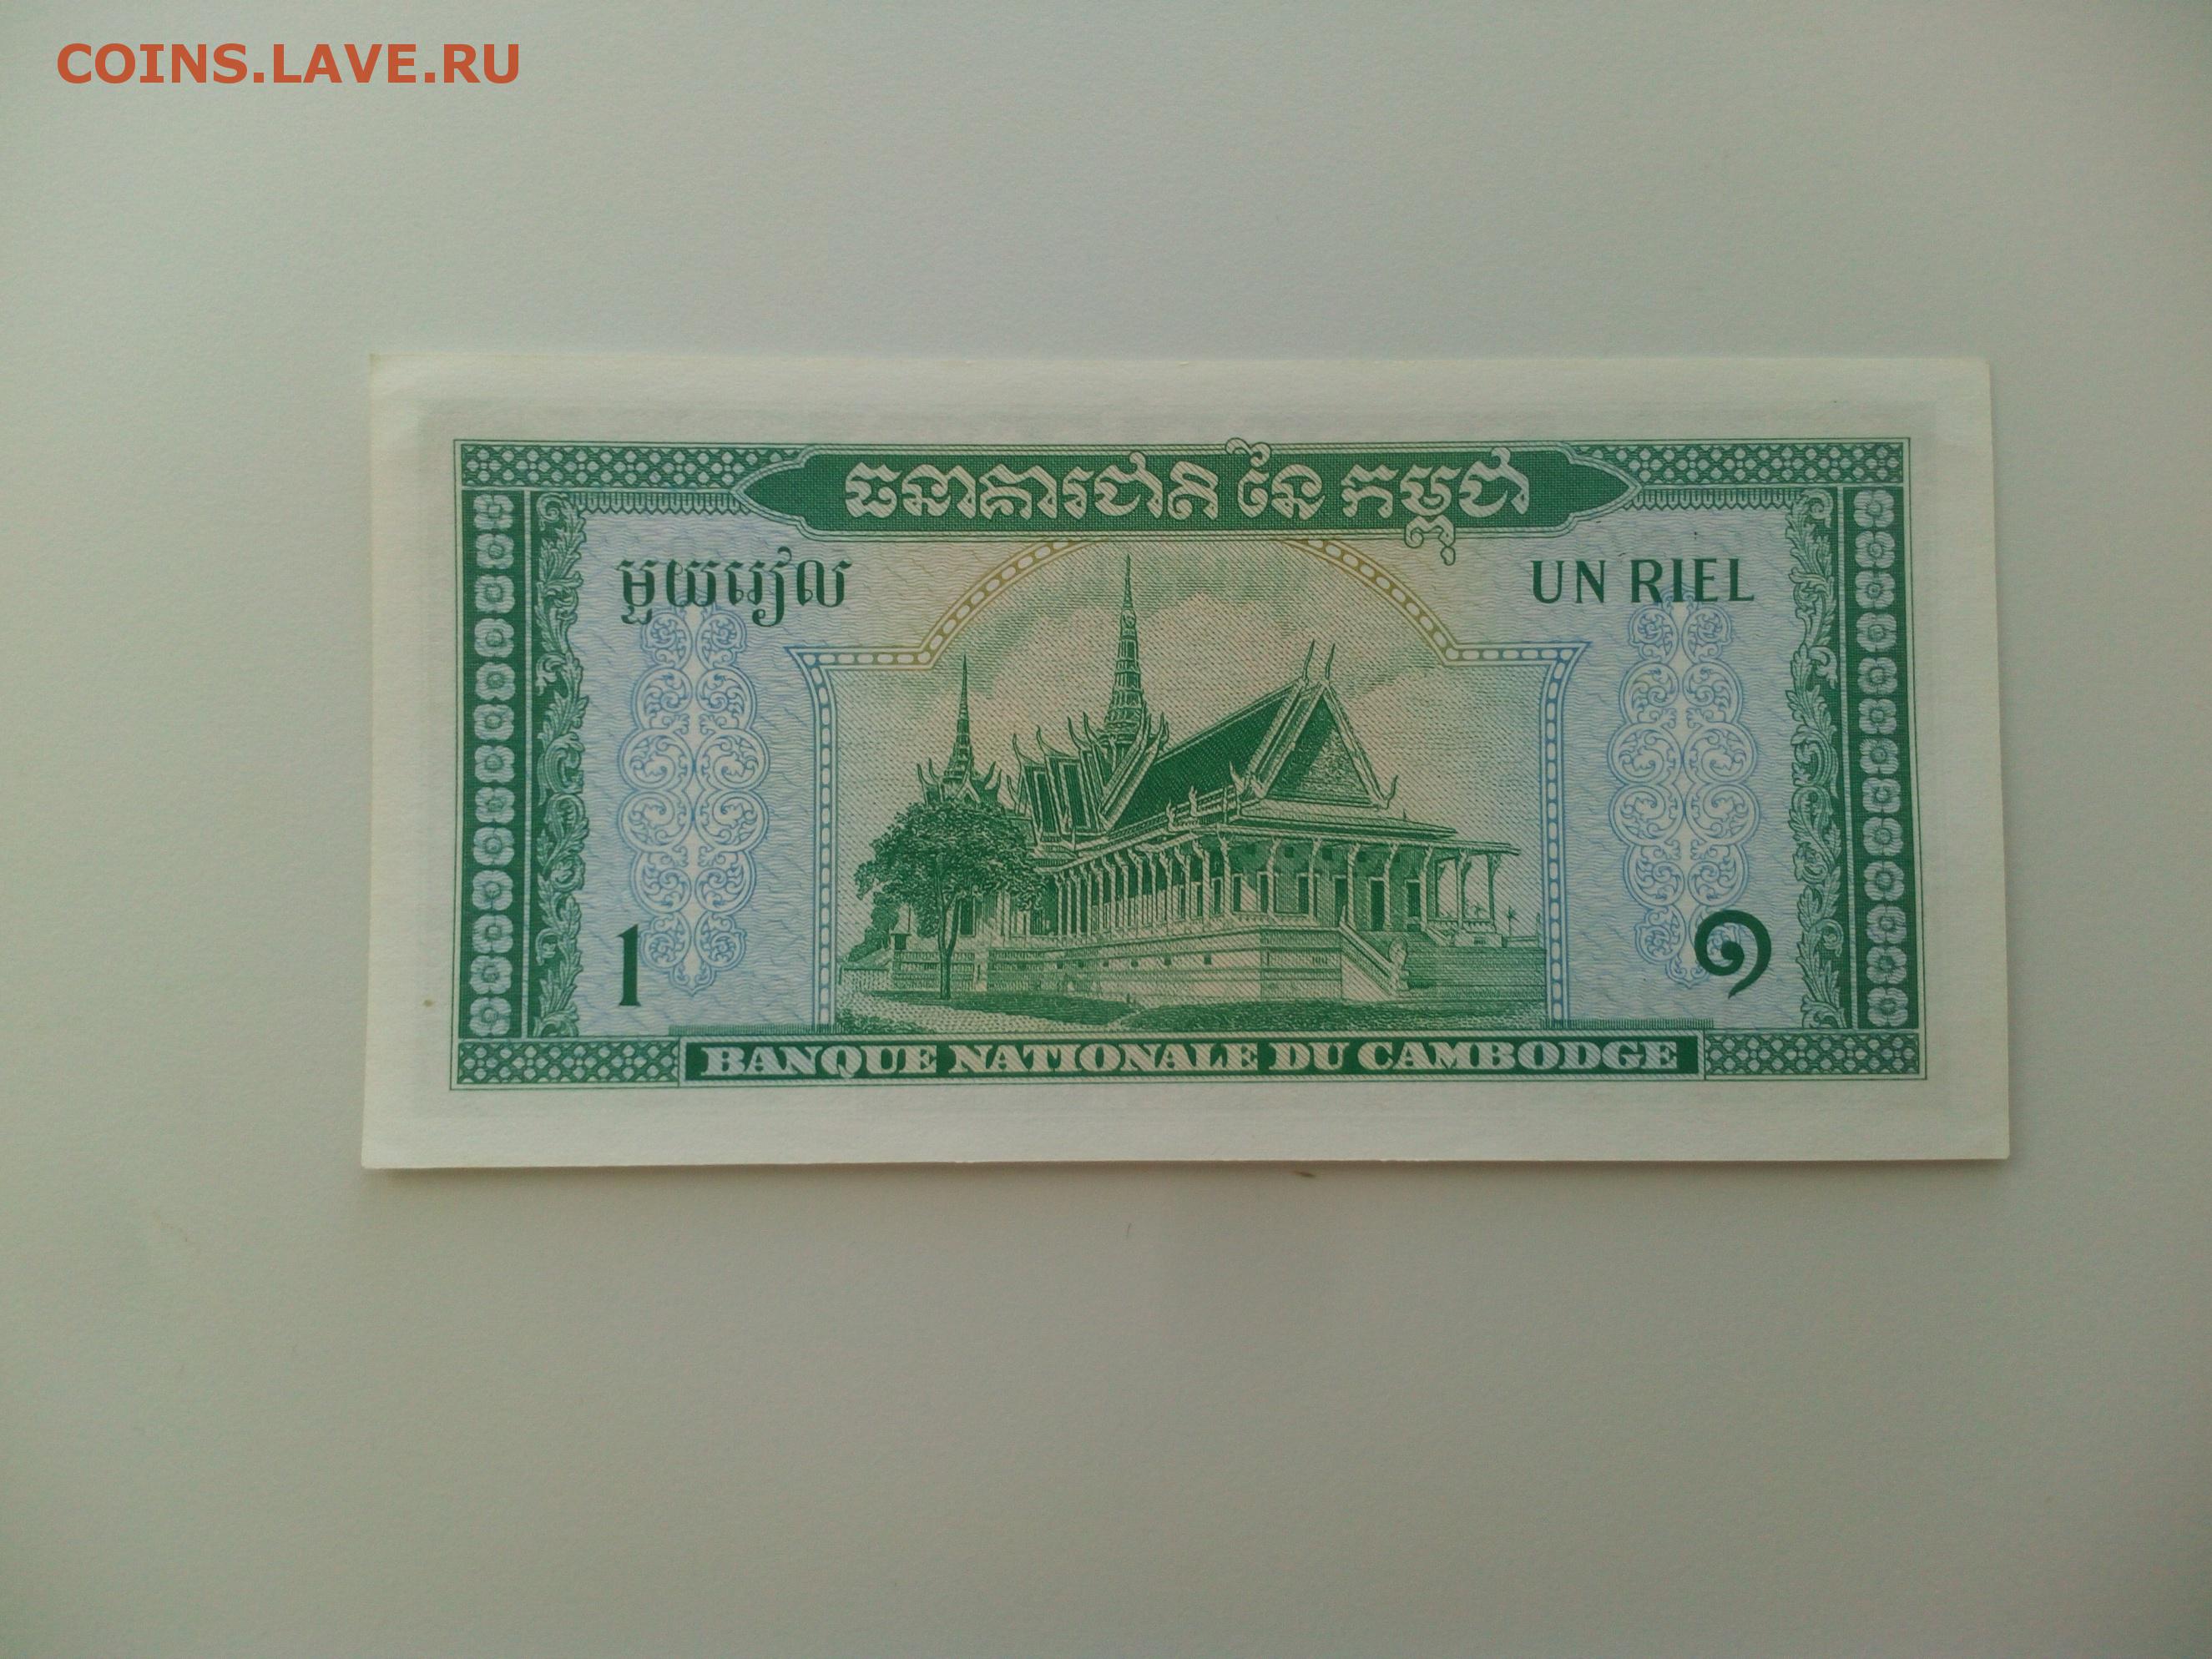 COINS.LAVE.RU
ធនាគារជាតិ នៃ កម្ពុជា
មួយរៀល
UN RIEL
1
១
BANQUE NATIONALE DU CAMBODGE